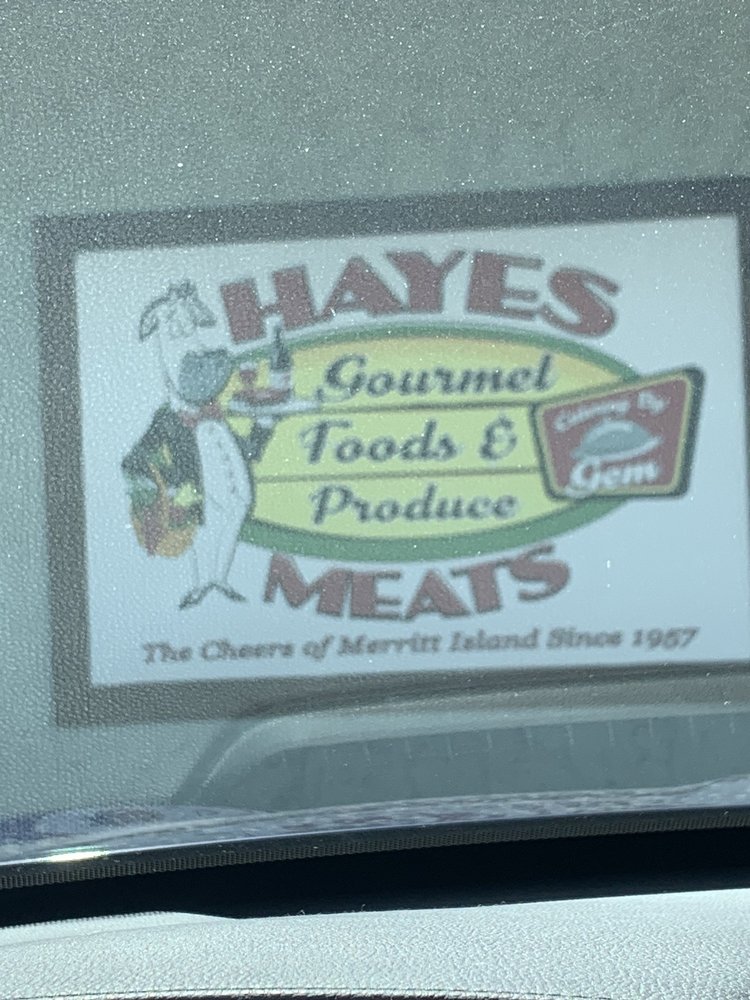 HAYES
Gourmet
Foods &
Produce
Catering By
Gem
MEATS
The Cheers of Merritt Island Since 1957